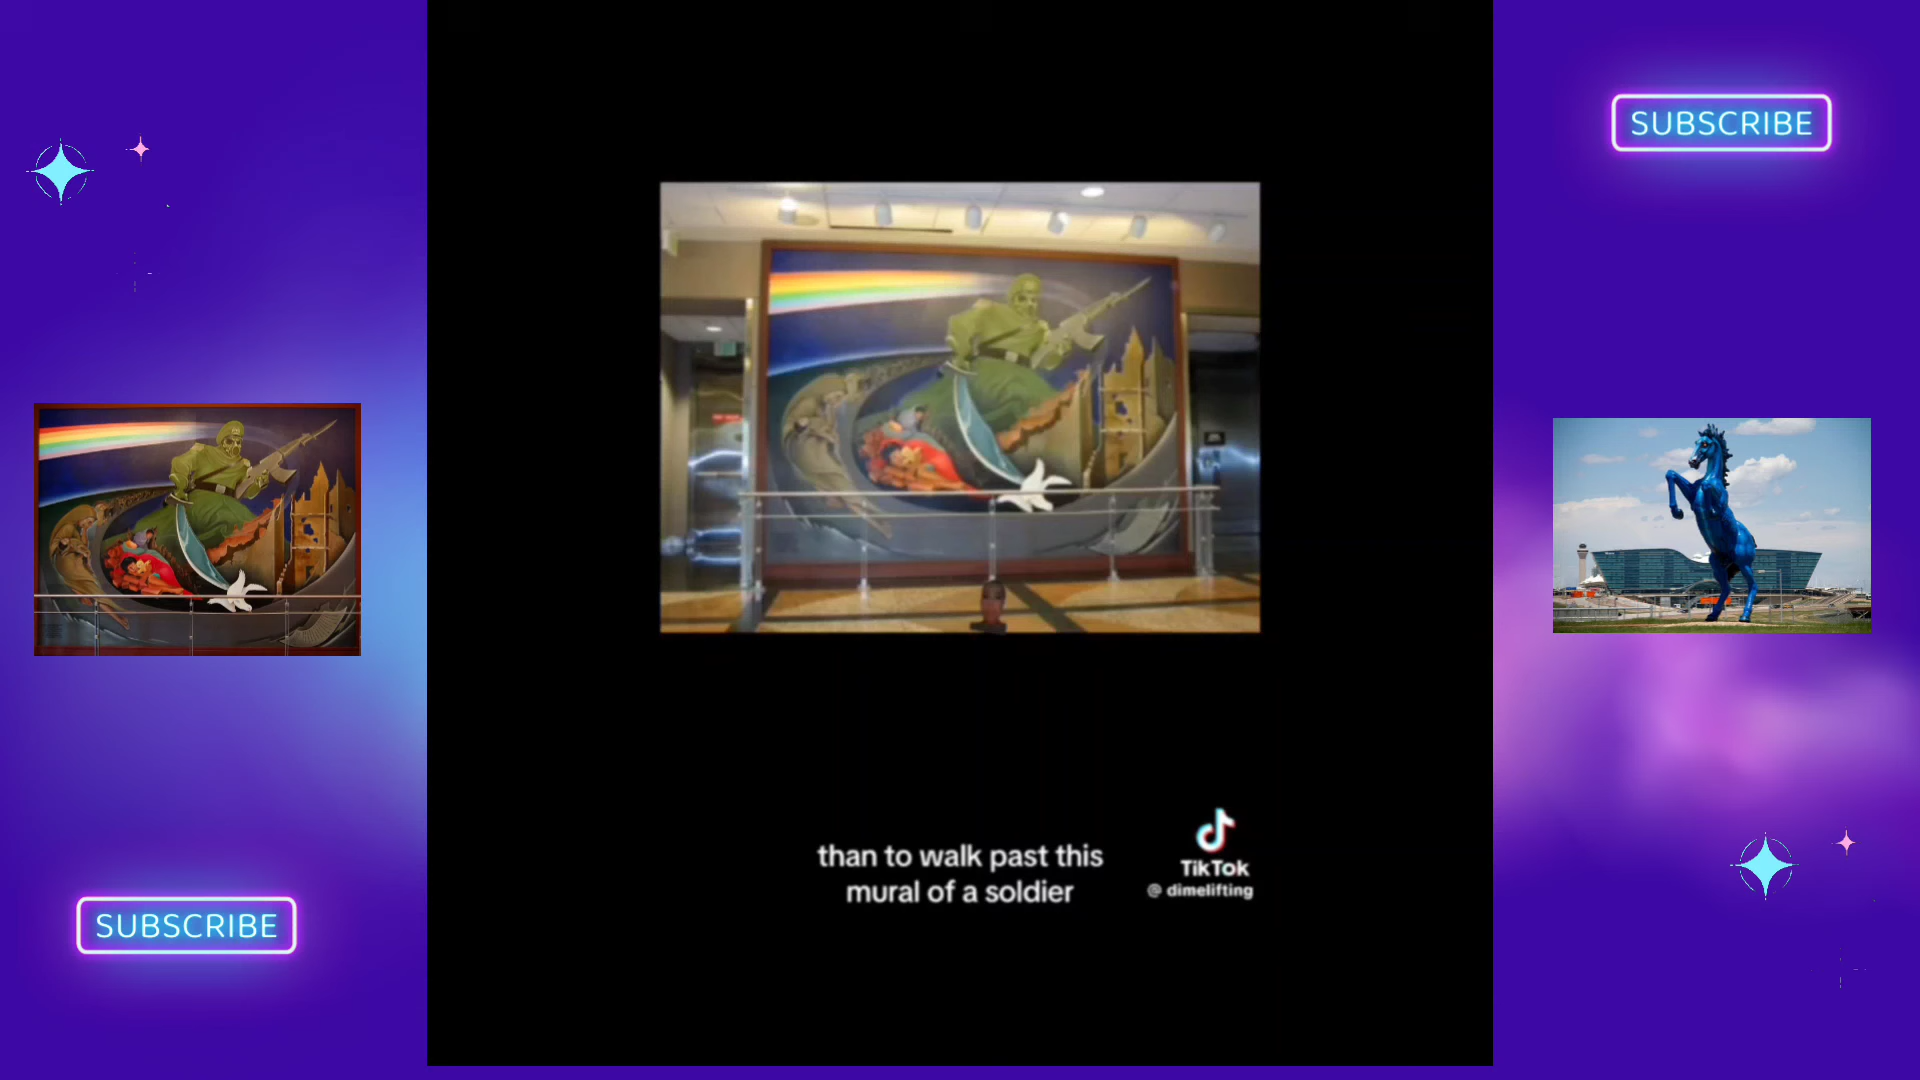 SUBSCRIBE
than to walk past this
mural of a soldier
TikTok
@ dimelifting
SUBSCRIBE